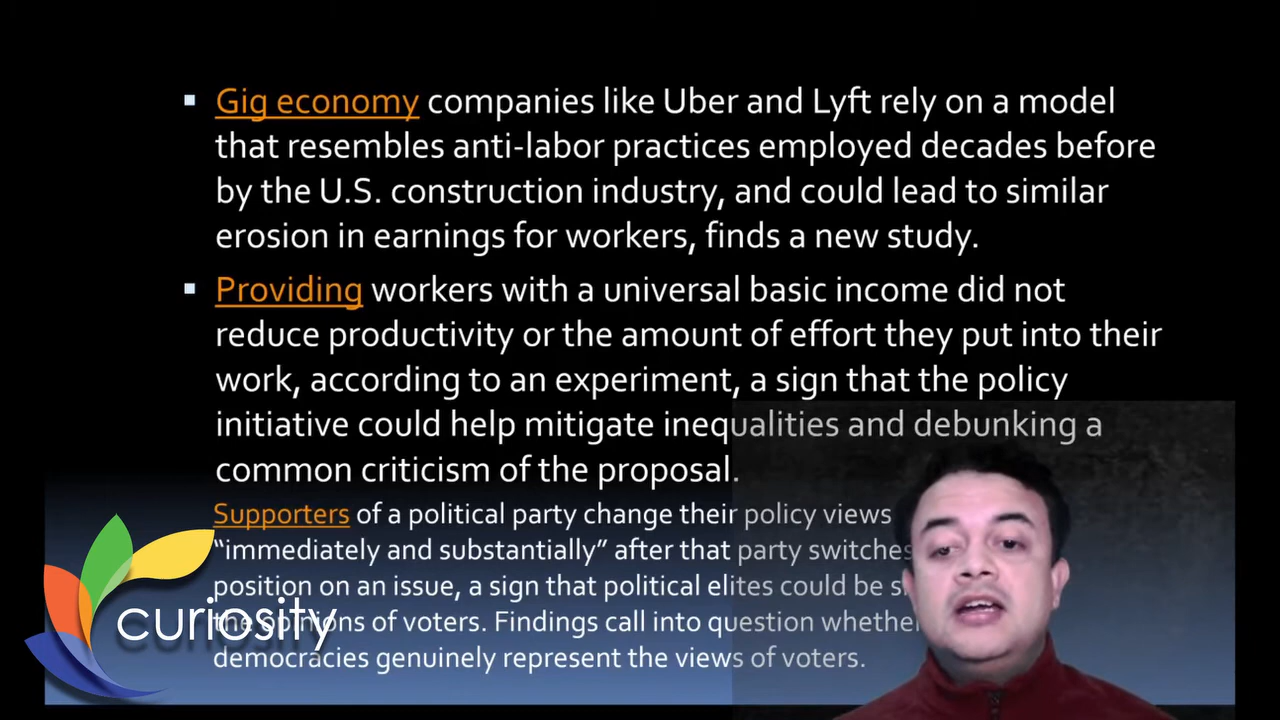 Gig economy companies like Uber and Lyft rely on a model
that resembles anti-labor practices employed decades before
by the U.S. construction industry, and could lead to similar
erosion in earnings for workers, finds a new study.
Providing workers with a universal basic income did not
reduce productivity or the amount of effort they put into their
work, according to an experiment, a sign that the policy
initiative could help mitigate inequalities and debunking a
common criticism of the proposal.
Supporters of a political party change their policy views
“immediately and substantially” after that party switches
position on an issue, a sign that political elites could be
the opinions of voters. Findings call into question whether
democracies genuinely represent the views of voters.
curiosity